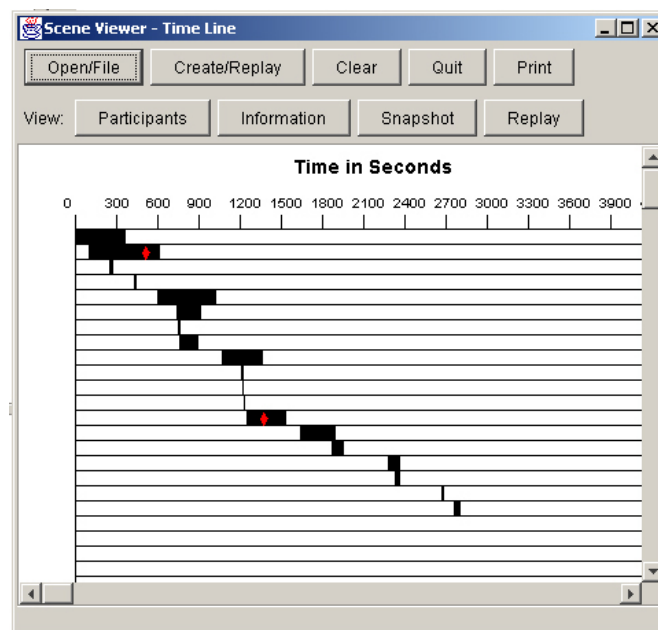 Scene Viewer - Time Line
Open/File Create/Replay Clear Quit Print
View: Participants Information Snapshot Replay
Time in Seconds
0 300 600 900 1200 1500 1800 2100 2400 2700 3000 3300 3600 3900